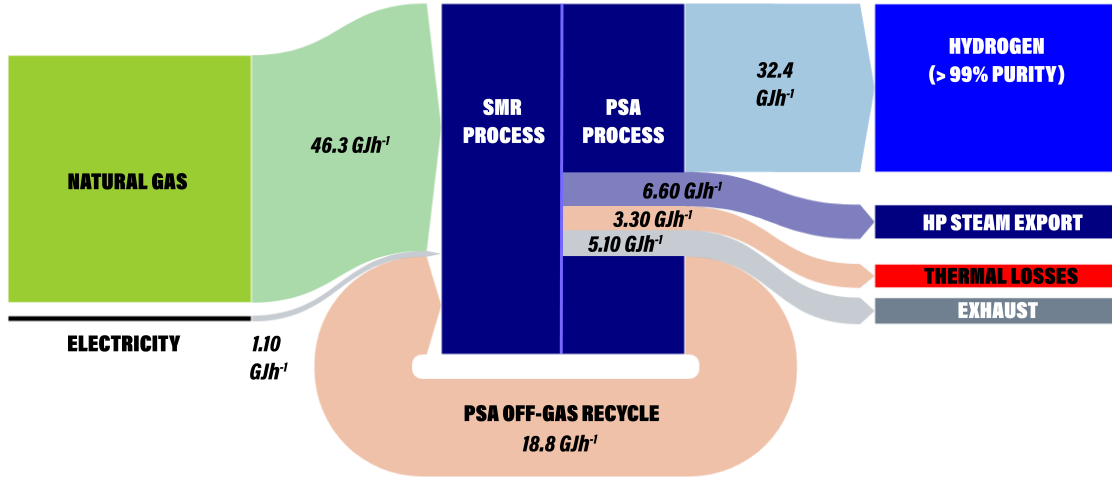 NATURAL GAS
46.3 GJh⁻¹
ELECTRICITY
1.10
GJh⁻¹
SMR
PROCESS
PSA
PROCESS
32.4
GJh⁻¹
HYDROGEN
(> 99% PURITY)
6.60 GJh⁻¹
HP STEAM EXPORT
3.30 GJh⁻¹
THERMAL LOSSES
5.10 GJh⁻¹
EXHAUST
PSA OFF-GAS RECYCLE
18.8 GJh⁻¹